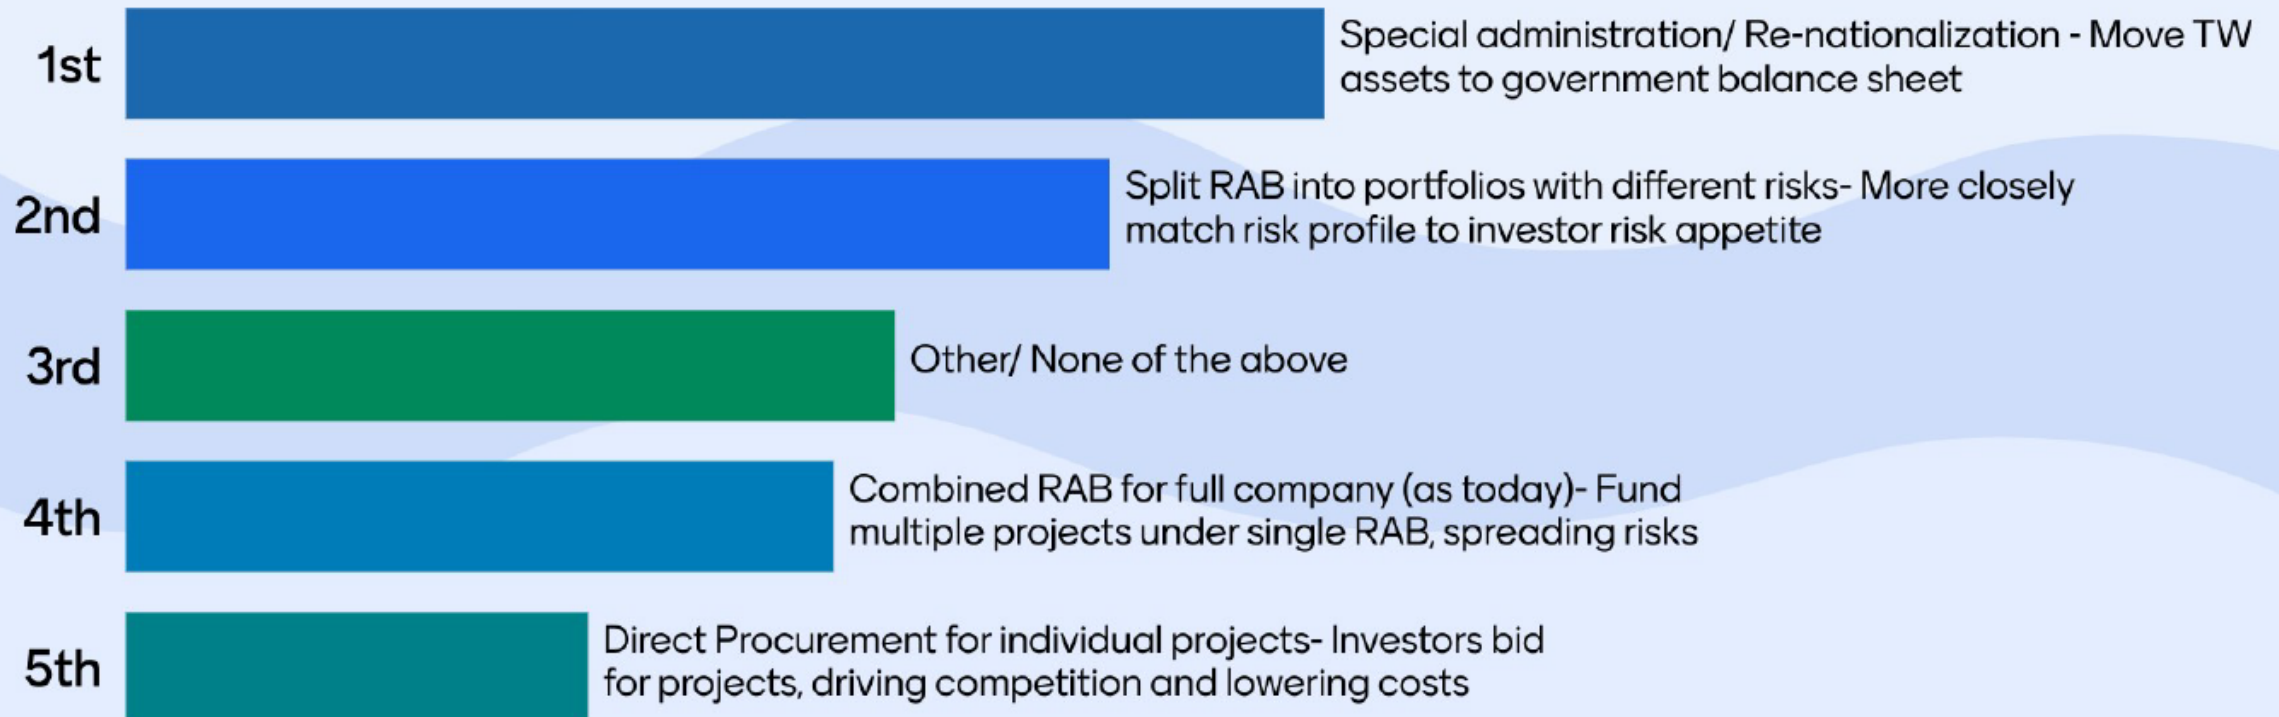 1st
Special administration/ Re-nationalization - Move TW
assets to government balance sheet
2nd
Split RAB into portfolios with different risks- More closely
match risk profile to investor risk appetite
3rd
Other/ None of the above
4th
Combined RAB for full company (as today)- Fund
multiple projects under single RAB, spreading risks
5th
Direct Procurement for individual projects- Investors bid
for projects, driving competition and lowering costs